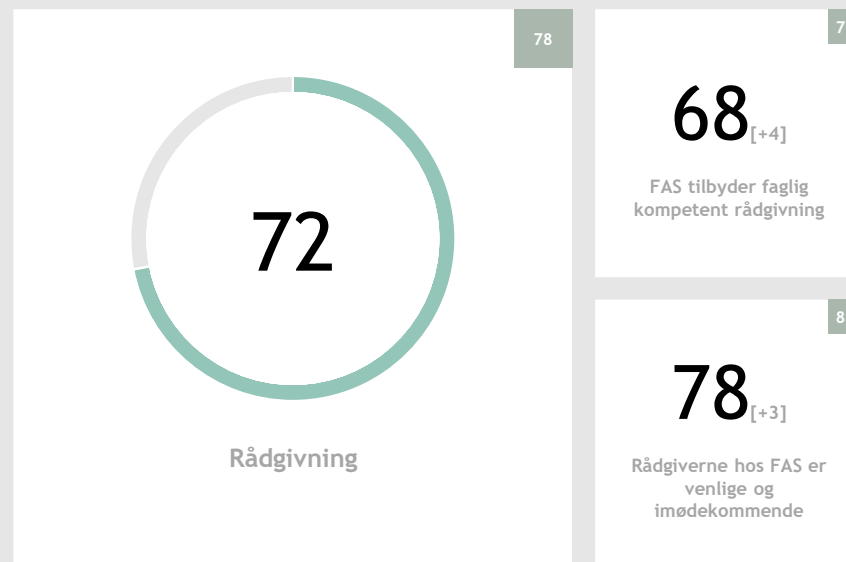 78
72
Rådgivning
68[+4]
FAS tilbyder faglig
kompetent rådgivning
78[+3]
Rådgiverne hos FAS er
venlige og
imødekommende